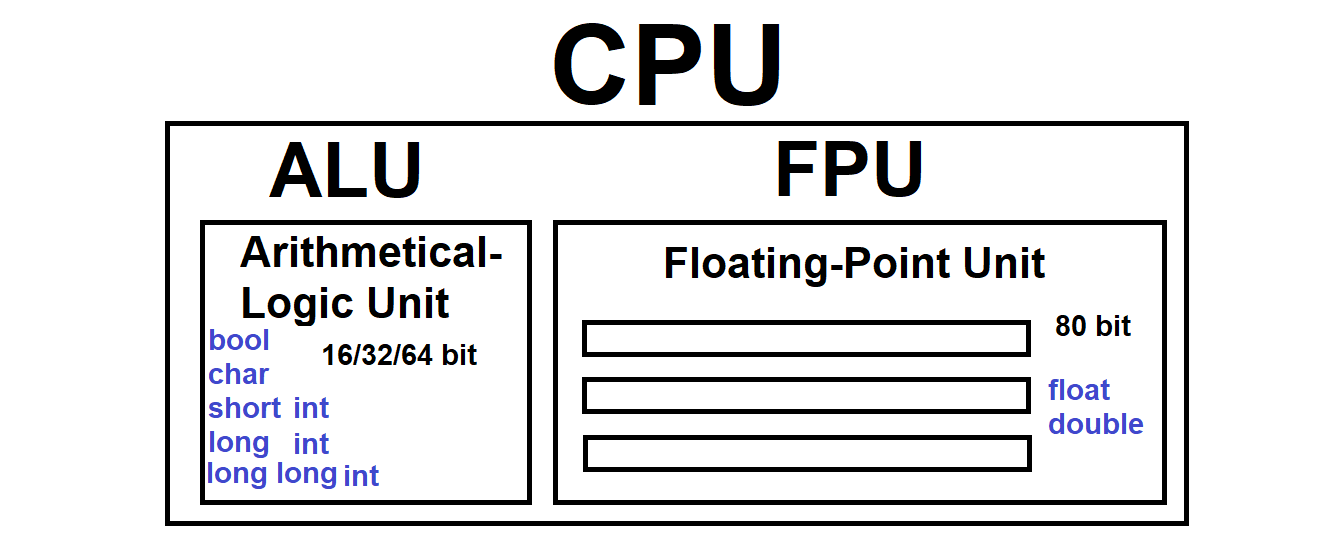 CPU
ALU
Arithmetical-
Logic Unit
bool
16/32/64 bit
char
short int
long int
long long int
FPU
Floating-Point Unit
80 bit
float
double